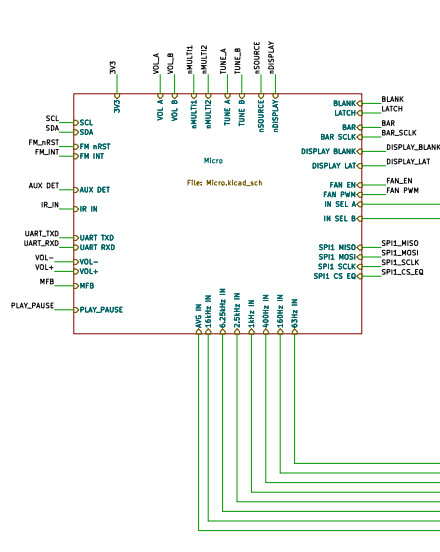 3V3
VOL_A
VOL_B
nMULTI1
nMULTI2
TUNE_A
TUNE_B
nSOURCE
nDISPLAY
3V3
VOL A
VOL B
nMULTI1
nMULTI2
TUNE A
TUNE B
nSOURCE
nDISPLAY
SCL SCL
SDA SDA
FM_nRST FM nRST
FM_INT FM INT
AUX DET AUX DET
IR_IN IR IN
UART_TXD UART TXD
UART_RXD UART RXD
VOL- VOL-
VOL+ VOL+
MFB MFB
PLAY_PAUSE PLAY_PAUSE
Micro
File: Micro.kicad_sch
BLANK BLANK
LATCH LATCH
BAR BAR
BAR SCLK BAR_SCLK
DISPLAY BLANK DISPLAY_BLANK
DISPLAY LAT DISPLAY_LAT
FAN EN FAN_EN
FAN PWM FAN PWM
IN SEL A
IN SEL B
SPI1 MISO SPI1_MISO
SPI1 MOSI SPI1_MOSI
SPI1 SCLK SPI1_SCLK
SPI1 CS EQ SPI1_CS_EQ
AVG IN
16kHz IN
6.25kHz IN
2.5kHz IN
1kHz IN
400Hz IN
160Hz IN
63Hz IN